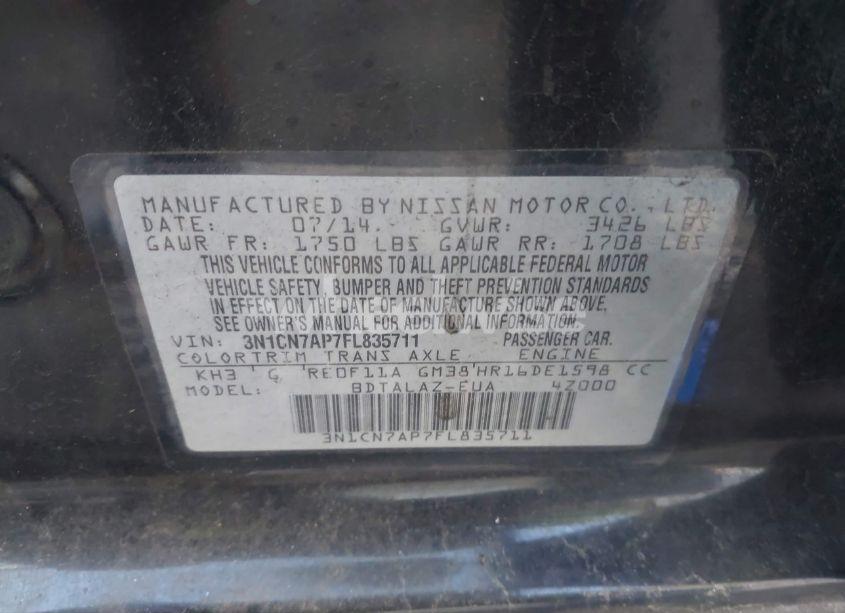 MANUFACTURED BY NISSAN MOTOR CO., LTD.
DATE: 07/14 GVWR: 3426 LBS
GAWR FR: 1750 LBS GAWR RR: 1708 LBS
THIS VEHICLE CONFORMS TO ALL APPLICABLE FEDERAL MOTOR
VEHICLE SAFETY, BUMPER AND THEFT PREVENTION STANDARDS
IN EFFECT ON THE DATE OF MANUFACTURE SHOWN ABOVE.
SEE OWNER'S MANUAL FOR ADDITIONAL INFORMATION.
VIN: 3N1CN7AP7FL835711 PASSENGER CAR.
COLOR TRIM TRANS AXLE ENGINE
KH3 G RE0F11A GM38 HR16DE1598 CC
MODEL: BDTALAZ-EUA 4Z000
3N1CN7AP7FL835711